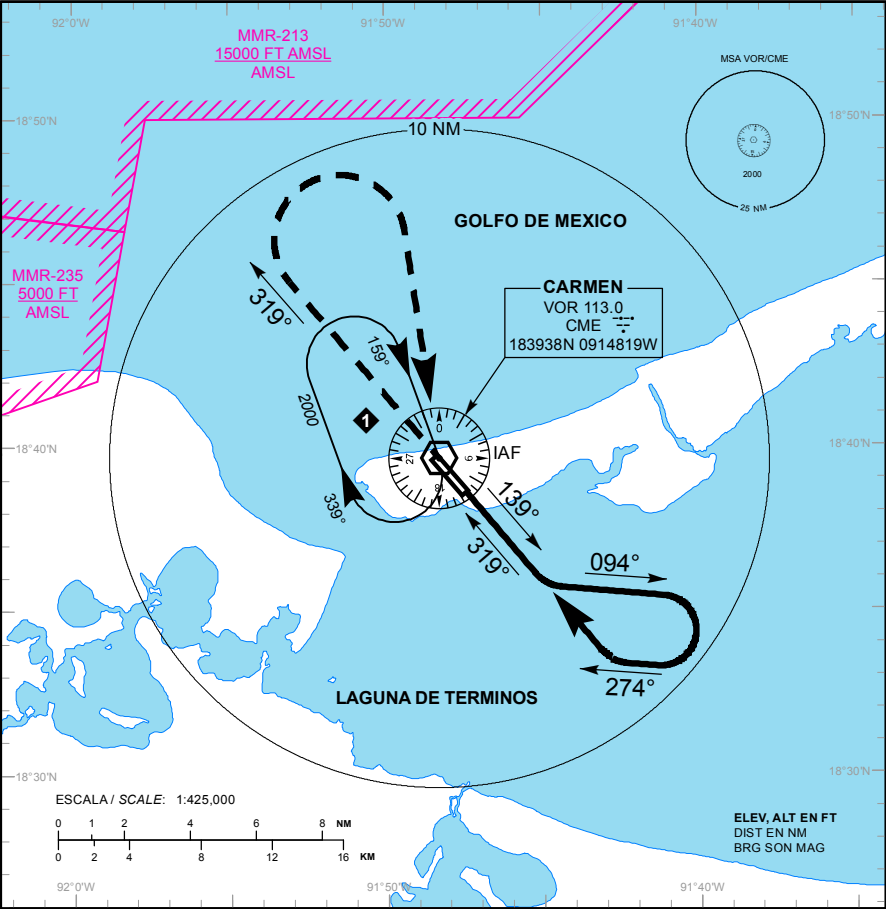 92°0'W
91°50'W
91°40'W
MMR-213
15000 FT AMSL
AMSL
MSA VOR/CME
2000
25 NM
18°50'N
18°50'N
10 NM
GOLFO DE MEXICO
MMR-235
5000 FT
AMSL
CARMEN
VOR 113.0
CME
183938N 0914819W
319°
159°
2000
1
18°40'N
18°40'N
0
27
9
18
IAF
339°
139°
319°
094°
274°
LAGUNA DE TERMINOS
18°30'N
18°30'N
ESCALA / SCALE: 1:425,000
0 1 2 4 6 8 NM
0 2 4 8 12 16 KM
ELEV, ALT EN FT
DIST EN NM
BRG SON MAG
92°0'W
91°50'W
91°40'W